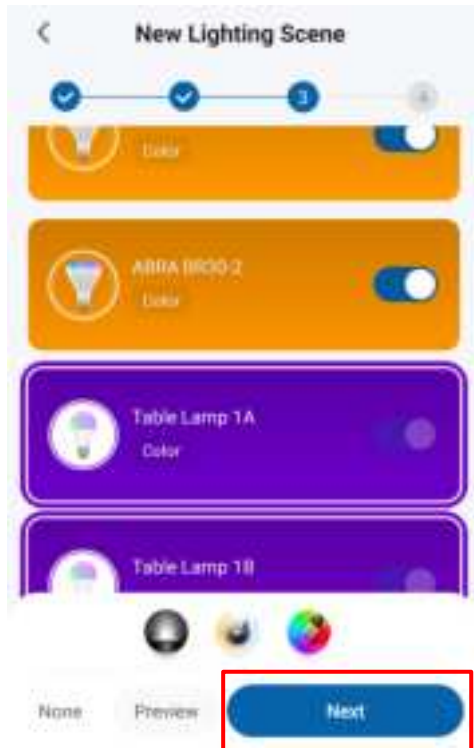 New Lighting Scene
3
4
Color
ABRA BR30-2
Color
Table Lamp 1A
Color
Table Lamp 1B
None
Preview
Next